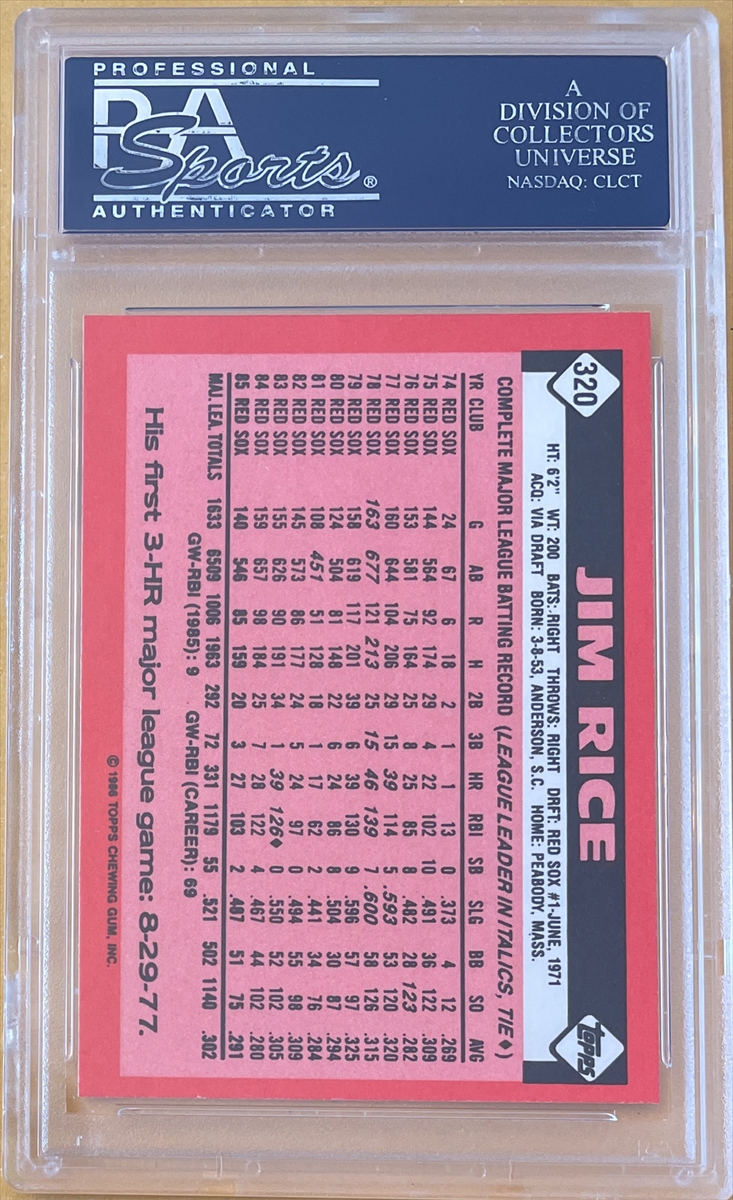 PROFESSIONAL
PSA
Sports®
AUTHENTICATOR
A
DIVISION OF
COLLECTORS
UNIVERSE
NASDAQ: CLCT
320
JIM RICE
topps
HT: 6'2" WT: 200 BATS: RIGHT THROWS: RIGHT DRFT: RED SOX #1-JUNE, 1971
ACQ: VIA DRAFT BORN: 3-8-53, ANDERSON, S.C. HOME: PEABODY, MASS.
COMPLETE MAJOR LEAGUE BATTING RECORD (LEAGUE LEADER IN ITALICS, TIE♦)
YR CLUB G AB R H 2B 3B HR RBI SB SLG BB SO AVG
74 RED SOX 24 67 6 18 2 1 1 13 0 .373 4 12 .269
75 RED SOX 144 564 92 174 29 4 22 102 10 .491 36 122 .309
76 RED SOX 153 581 75 164 25 8 25 85 8 .482 28 123 .282
77 RED SOX 160 644 104 206 29 15 39 114 5 .593 53 120 .320
78 RED SOX 163 677 121 213 25 15 46 139 7 .600 58 126 .315
79 RED SOX 158 619 117 201 39 6 39 130 9 .596 57 97 .325
80 RED SOX 124 504 81 148 22 6 24 86 8 .504 30 87 .294
81 RED SOX 108 451 51 128 18 1 17 62 2 .441 34 76 .284
82 RED SOX 145 573 86 177 24 5 24 97 0 .494 55 98 .309
83 RED SOX 155 626 90 191 34 1 39 126♦ 0 .550 52 102 .305
84 RED SOX 159 657 98 184 25 7 28 122 4 .467 44 102 .280
85 RED SOX 140 546 85 159 20 3 27 103 2 .487 51 75 .291
MAJ. LEA. TOTALS 1633 6509 1006 1963 292 72 331 1179 55 .521 502 1140 .302
GW-RBI (1985): 9 GW-RBI (CAREER): 69
His first 3-HR major league game: 8-29-77.
© 1986 TOPPS CHEWING GUM, INC.